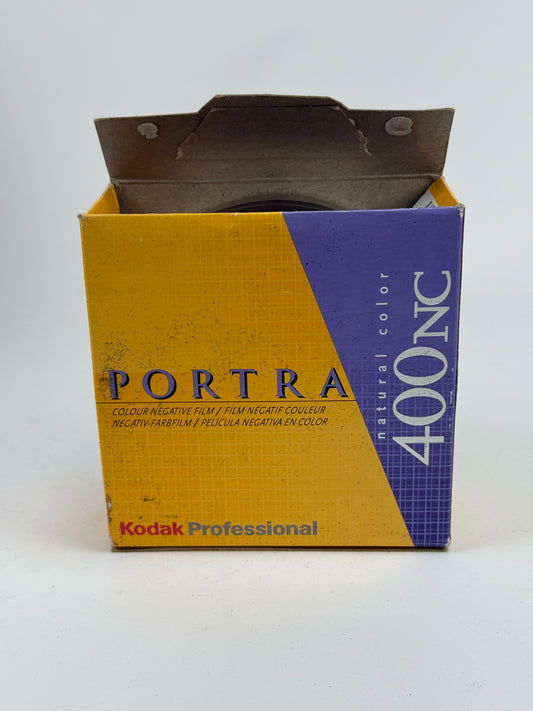 PORTRA
COLOUR NEGATIVE FILM / FILM NÉGATIF COULEUR
NEGATIV-FARBFILM / PELÍCULA NEGATIVA EN COLOR
Kodak Professional
natural color
400NC